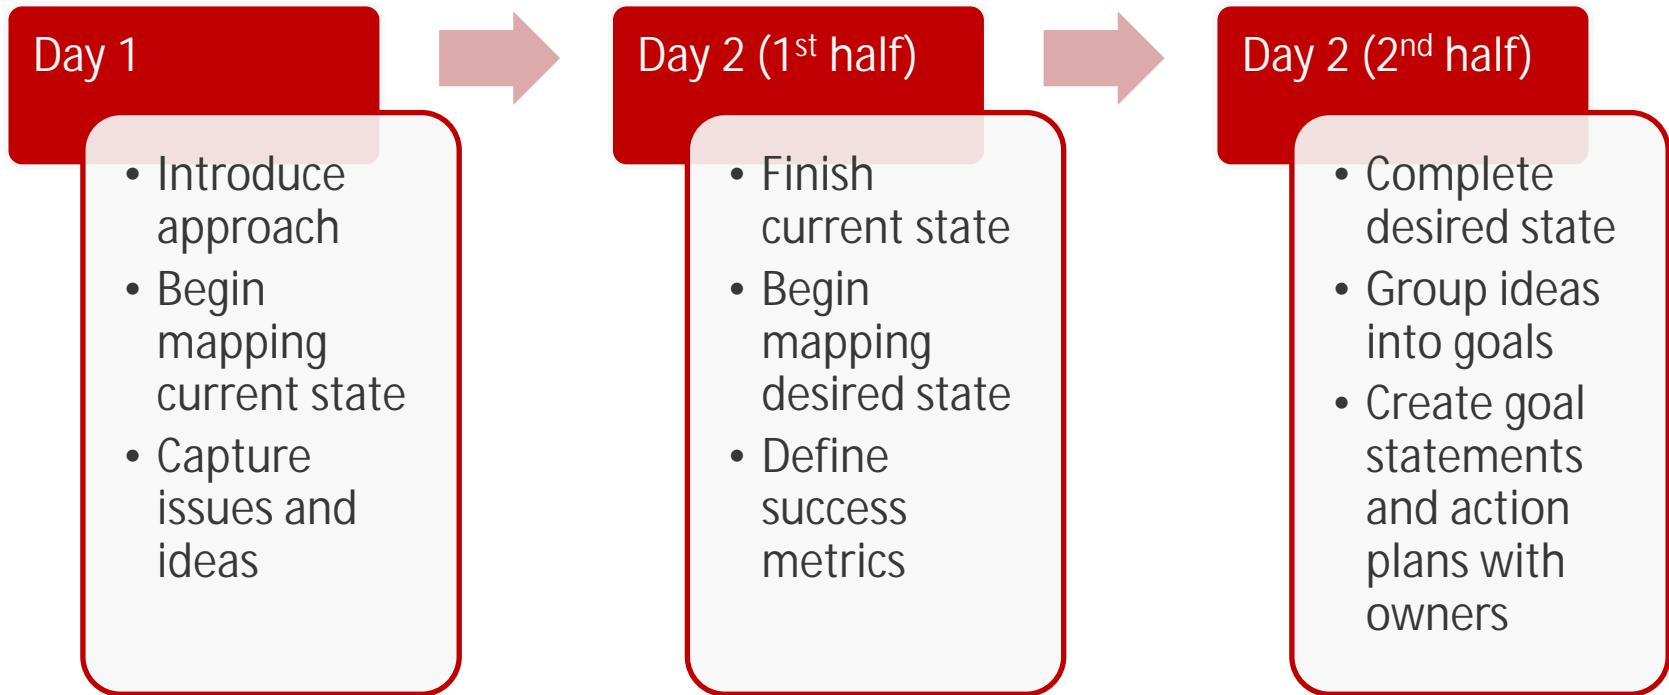 Day 1
• Introduce
approach
• Begin
mapping
current state
• Capture
issues and
ideas
Day 2 (1st half)
• Finish
current state
• Begin
mapping
desired state
• Define
success
metrics
Day 2 (2nd half)
• Complete
desired state
• Group ideas
into goals
• Create goal
statements
and action
plans with
owners